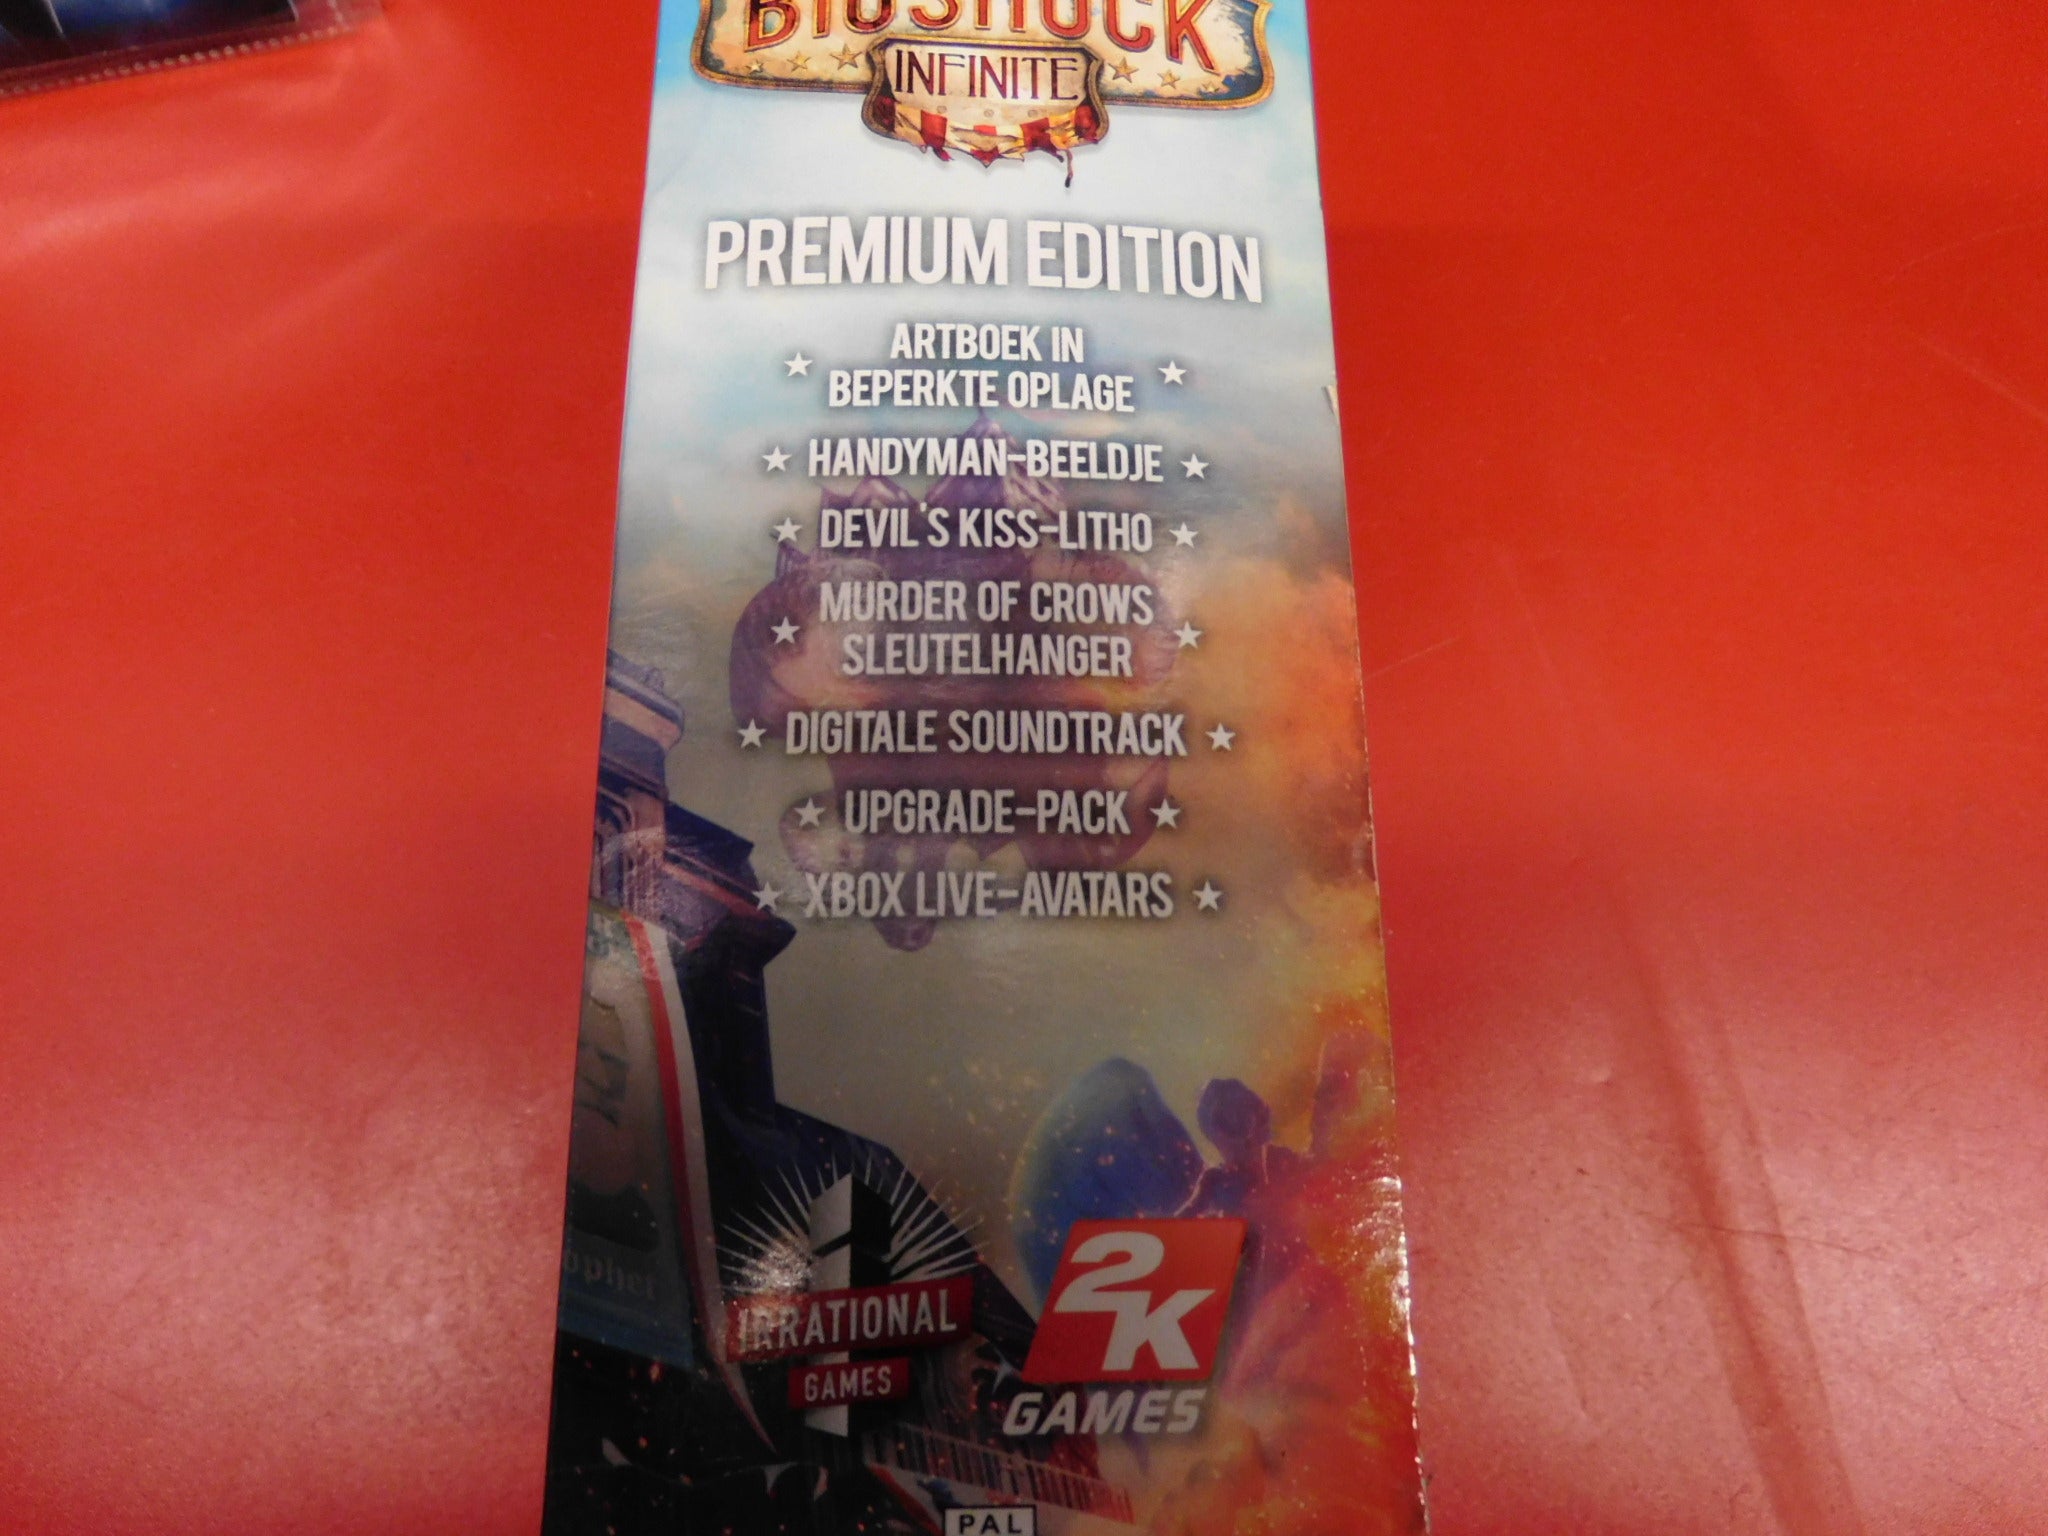 BIOSHOCK
INFINITE
PREMIUM EDITION
ARTBOEK IN
BEPERKTE OPLAGE
HANDYMAN-BEELDJE
DEVIL'S KISS-LITHO
MURDER OF CROWS
SLEUTELHANGER
DIGITALE SOUNDTRACK
UPGRADE-PACK
XBOX LIVE-AVATARS
ophet
IRRATIONAL
GAMES
2K
GAMES
PAL